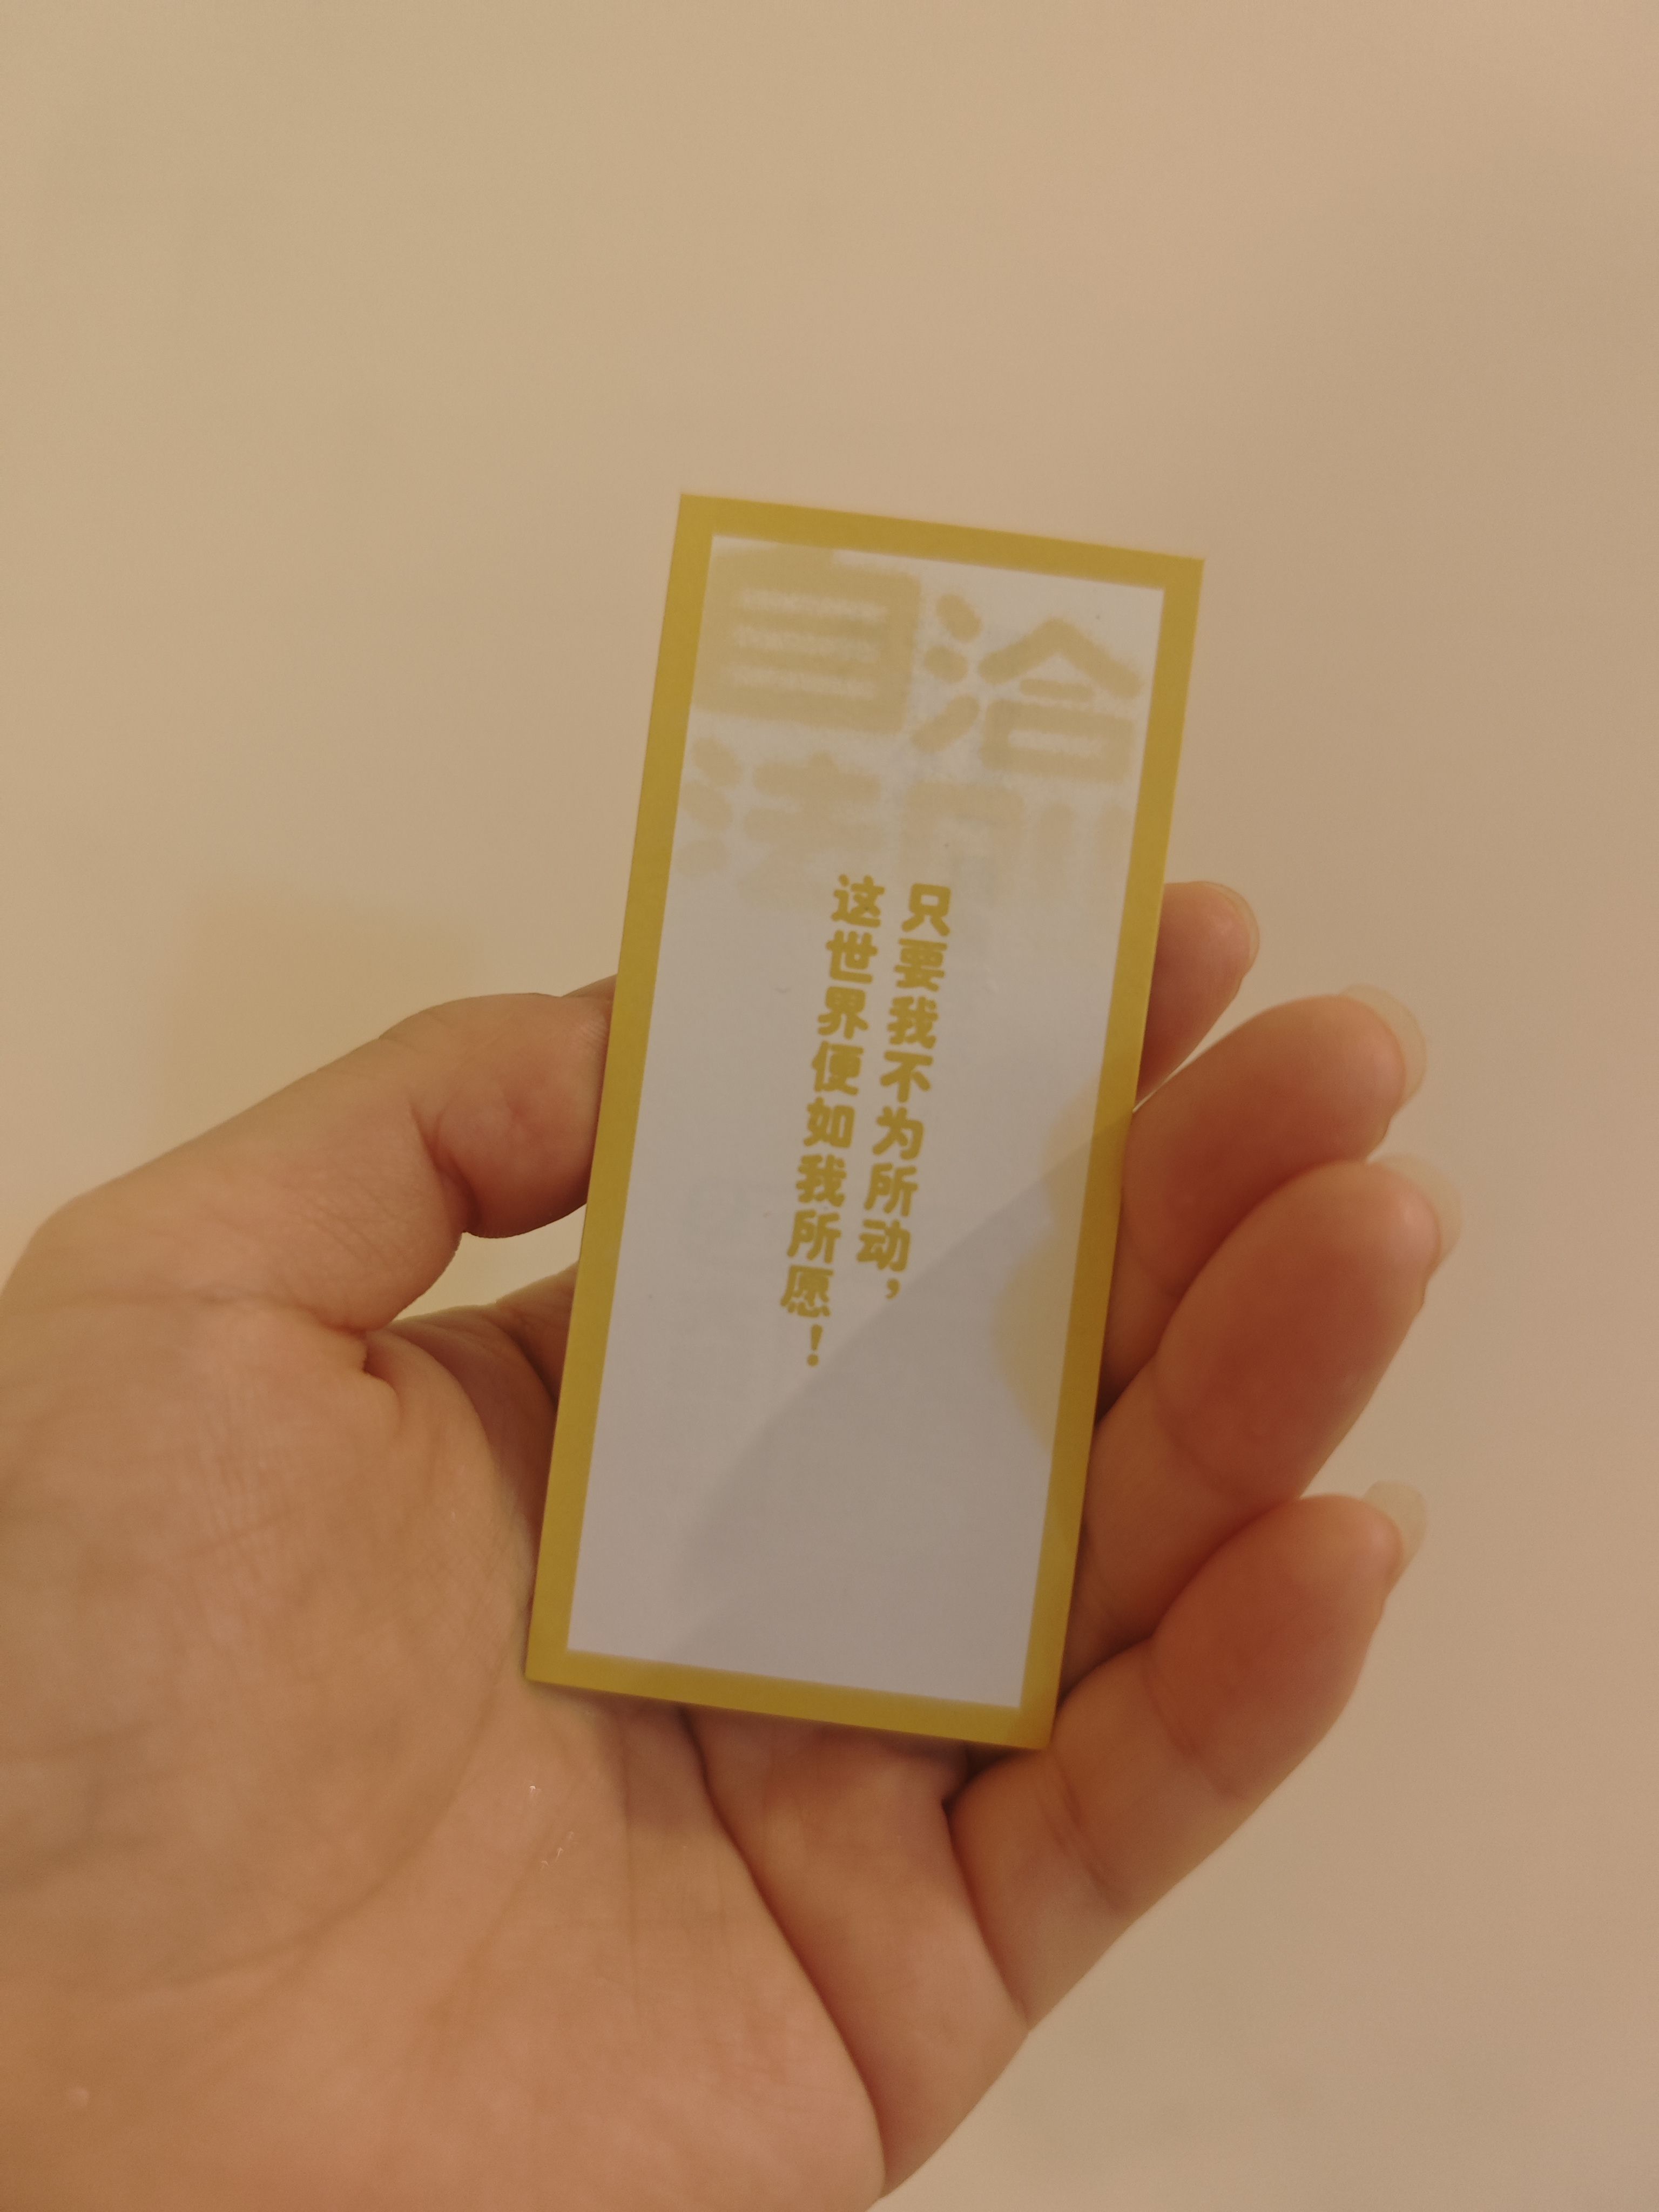 自洽
法则
只要我不为所动，
这世界便如我所愿！